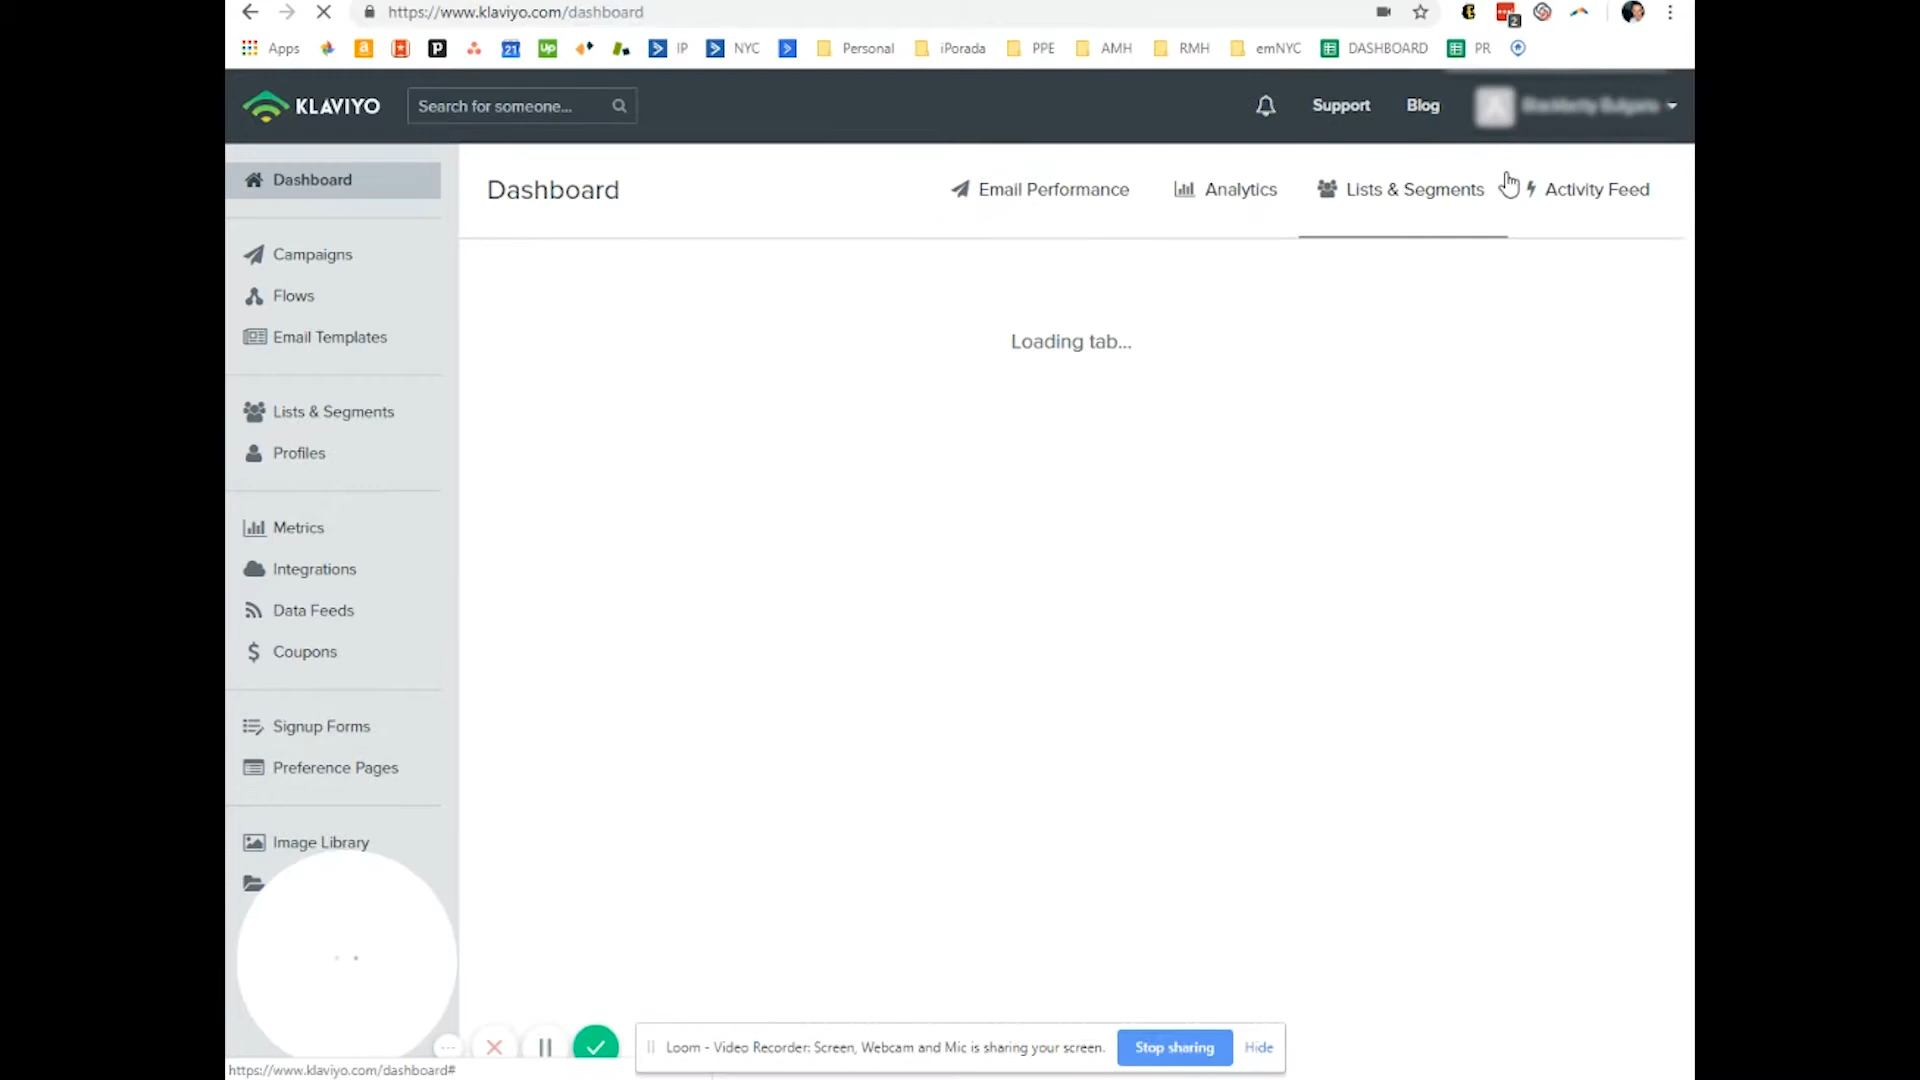 https://www.klaviyo.com/dashboard
2
Apps
a
P
21
up
IP
NYC
Personal
iPorada
PPE
AMH
RMH
emNYC
DASHBOARD
PR
KLAVIYO
Search for someone...
Support
Blog
Dashboard
Dashboard
Email Performance
Analytics
Lists & Segments
Activity Feed
Campaigns
Flows
Email Templates
Loading tab...
Lists & Segments
Profiles
Metrics
Integrations
Data Feeds
Coupons
Signup Forms
Preference Pages
Image Library
Loom - Video Recorder: Screen, Webcam and Mic is sharing your screen.
Stop sharing
Hide
https://www.klaviyo.com/dashboard#